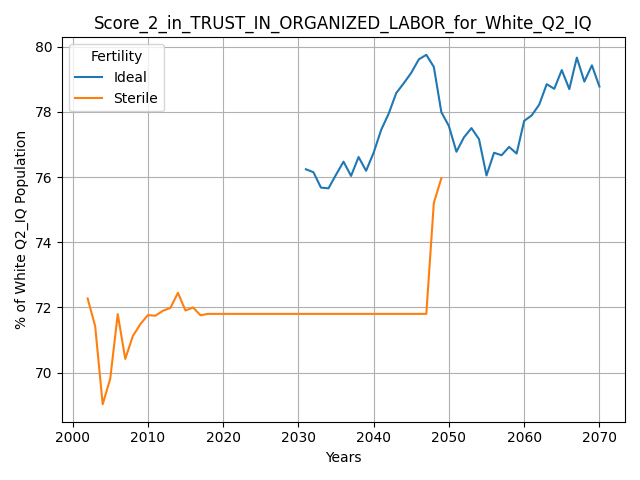 Score_2_in_TRUST_IN_ORGANIZED_LABOR_for_White_Q2_IQ
Fertility
Ideal
Sterile
% of White Q2_IQ Population
80
78
76
74
72
70
2000 2010 2020 2030 2040 2050 2060 2070
Years